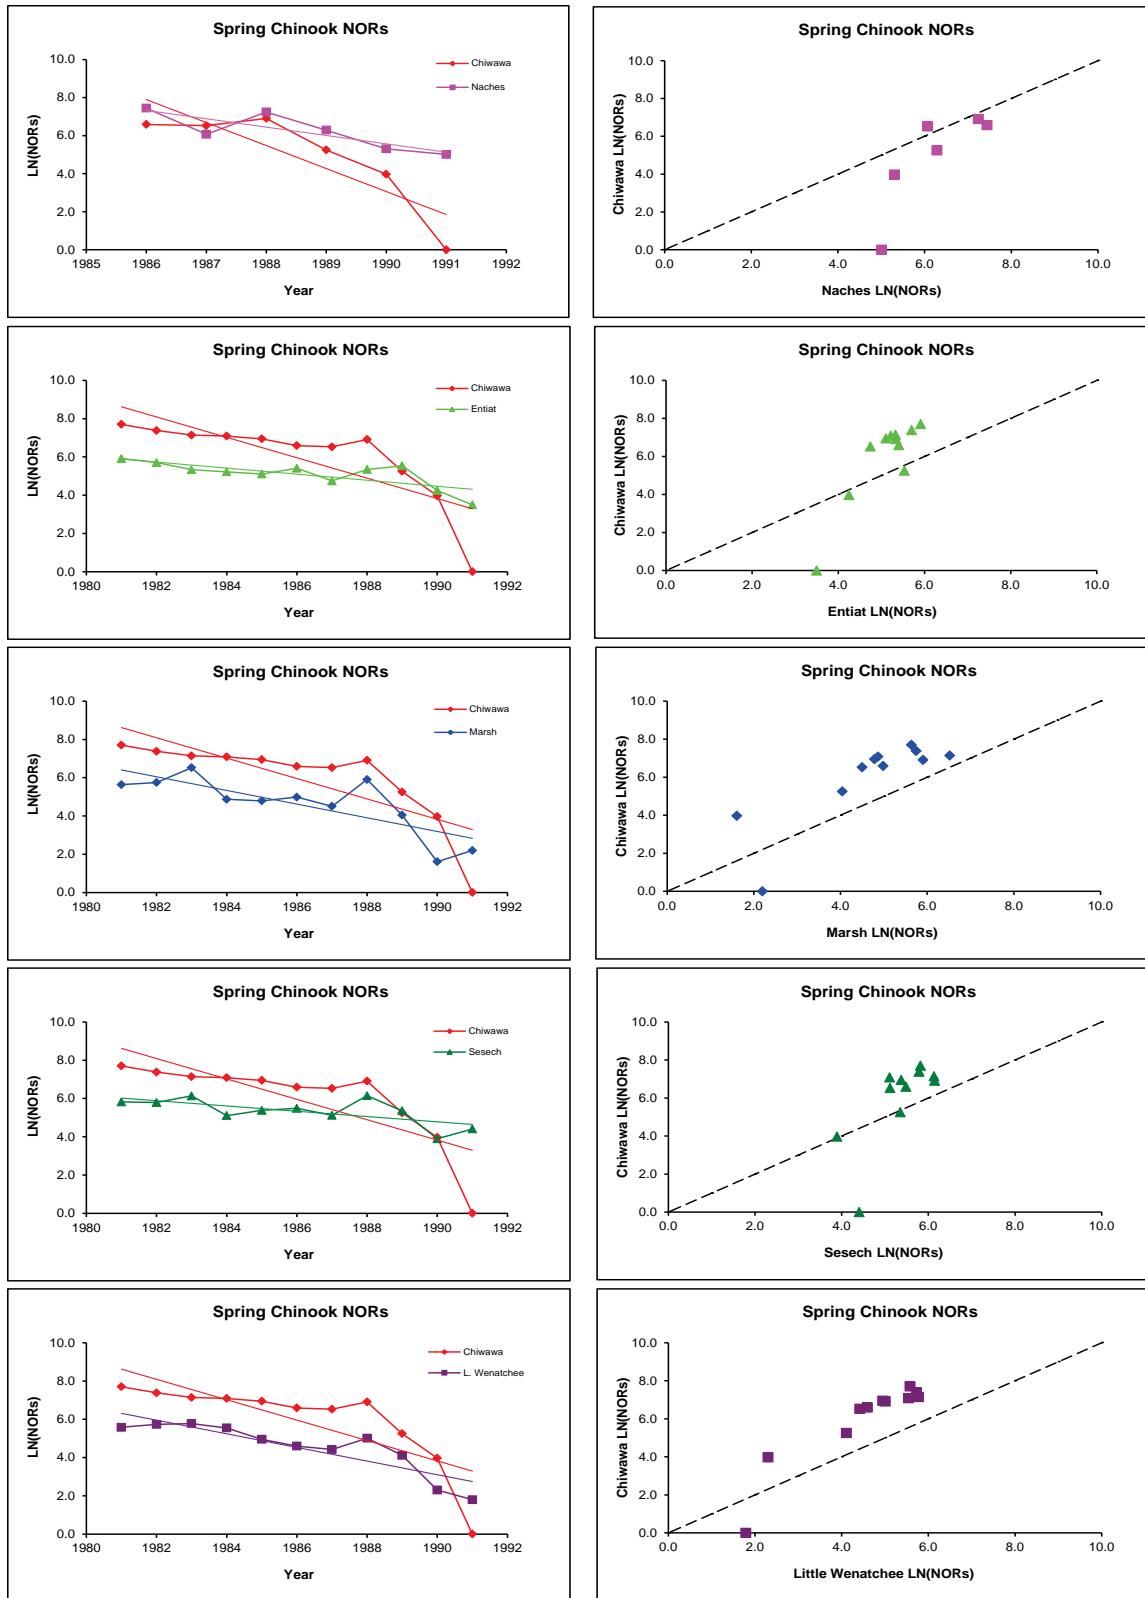 Spring Chinook NORs
10.0
8.0
6.0
4.0
2.0
0.0
LN(NORs)
Chiwawa
Naches
1985 1986 1987 1988 1989 1990 1991 1992
Year
Spring Chinook NORs
10.0
8.0
6.0
4.0
2.0
0.0
Chiwawa LN(NORs)
0.0 2.0 4.0 6.0 8.0 10.0
Naches LN(NORs)
Spring Chinook NORs
10.0
8.0
6.0
4.0
2.0
0.0
LN(NORs)
Chiwawa
Entiat
1980 1982 1984 1986 1988 1990 1992
Year
Spring Chinook NORs
10.0
8.0
6.0
4.0
2.0
0.0
Chiwawa LN(NORs)
0.0 2.0 4.0 6.0 8.0 10.0
Entiat LN(NORs)
Spring Chinook NORs
10.0
8.0
6.0
4.0
2.0
0.0
LN(NORs)
Chiwawa
Marsh
1980 1982 1984 1986 1988 1990 1992
Year
Spring Chinook NORs
10.0
8.0
6.0
4.0
2.0
0.0
Chiwawa LN(NORs)
0.0 2.0 4.0 6.0 8.0 10.0
Marsh LN(NORs)
Spring Chinook NORs
10.0
8.0
6.0
4.0
2.0
0.0
LN(NORs)
Chiwawa
Sesech
1980 1982 1984 1986 1988 1990 1992
Year
Spring Chinook NORs
10.0
8.0
6.0
4.0
2.0
0.0
Chiwawa LN(NORs)
0.0 2.0 4.0 6.0 8.0 10.0
Sesech LN(NORs)
Spring Chinook NORs
10.0
8.0
6.0
4.0
2.0
0.0
LN(NORs)
Chiwawa
L. Wenatchee
1980 1982 1984 1986 1988 1990 1992
Year
Spring Chinook NORs
10.0
8.0
6.0
4.0
2.0
0.0
Chiwawa LN(NORs)
0.0 2.0 4.0 6.0 8.0 10.0
Little Wenatchee LN(NORs)